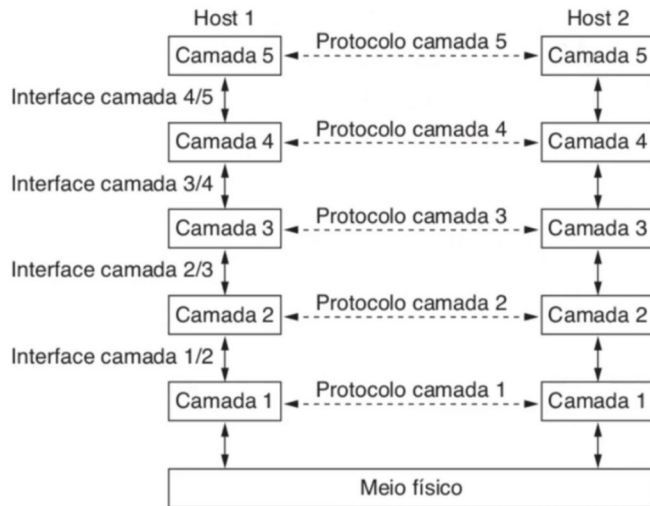 Host 1 Host 2
Camada 5 Protocolo camada 5 Camada 5
Interface camada 4/5
Camada 4 Protocolo camada 4 Camada 4
Interface camada 3/4
Camada 3 Protocolo camada 3 Camada 3
Interface camada 2/3
Camada 2 Protocolo camada 2 Camada 2
Interface camada 1/2
Camada 1 Protocolo camada 1 Camada 1
Meio físico